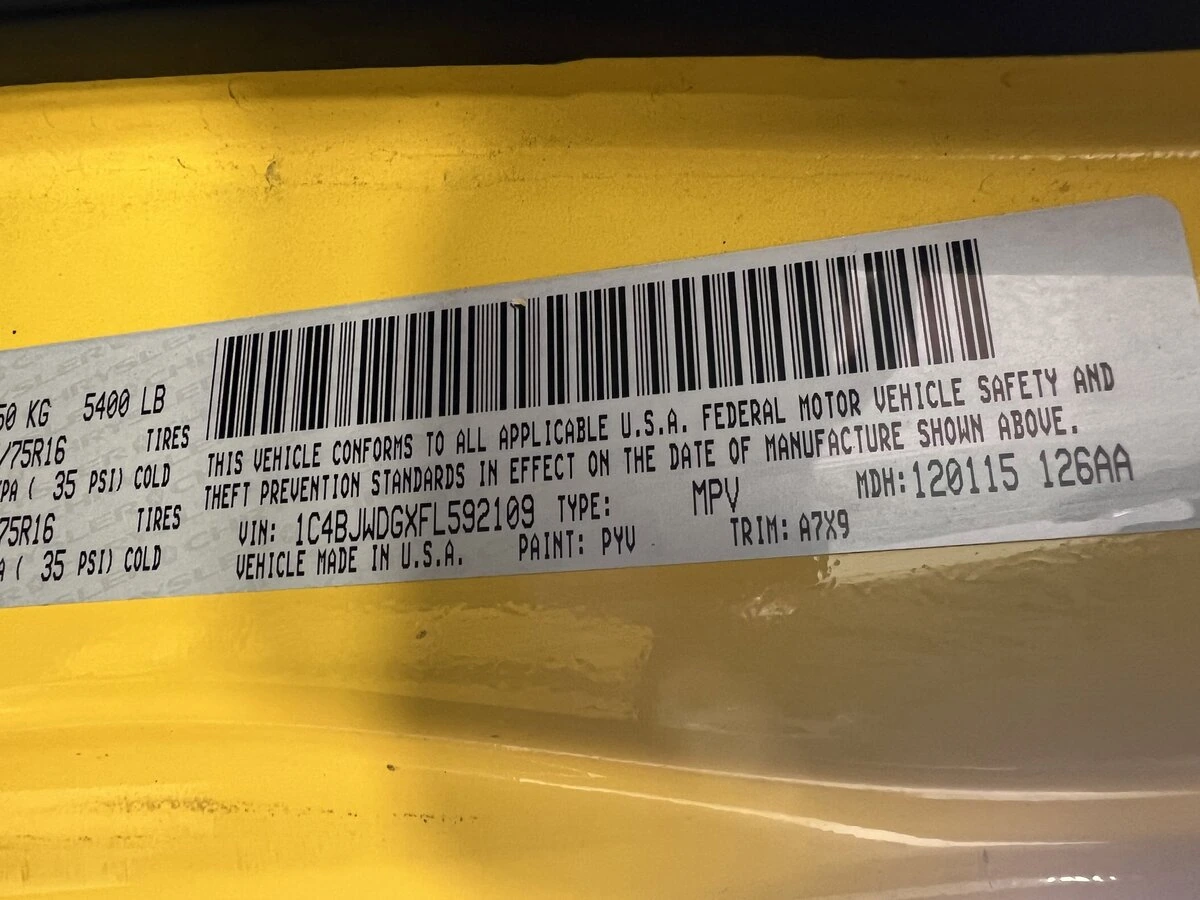 50 KG 5400 LB
/75R16 TIRES
PA ( 35 PSI) COLD
75R16 TIRES
A ( 35 PSI) COLD
THIS VEHICLE CONFORMS TO ALL APPLICABLE U.S.A. FEDERAL MOTOR VEHICLE SAFETY AND
THEFT PREVENTION STANDARDS IN EFFECT ON THE DATE OF MANUFACTURE SHOWN ABOVE.
VIN: 1C4BJWDGXFL592109 TYPE: MPV MDH:120115 126AA
VEHICLE MADE IN U.S.A. PAINT: PYV TRIM: A7X9